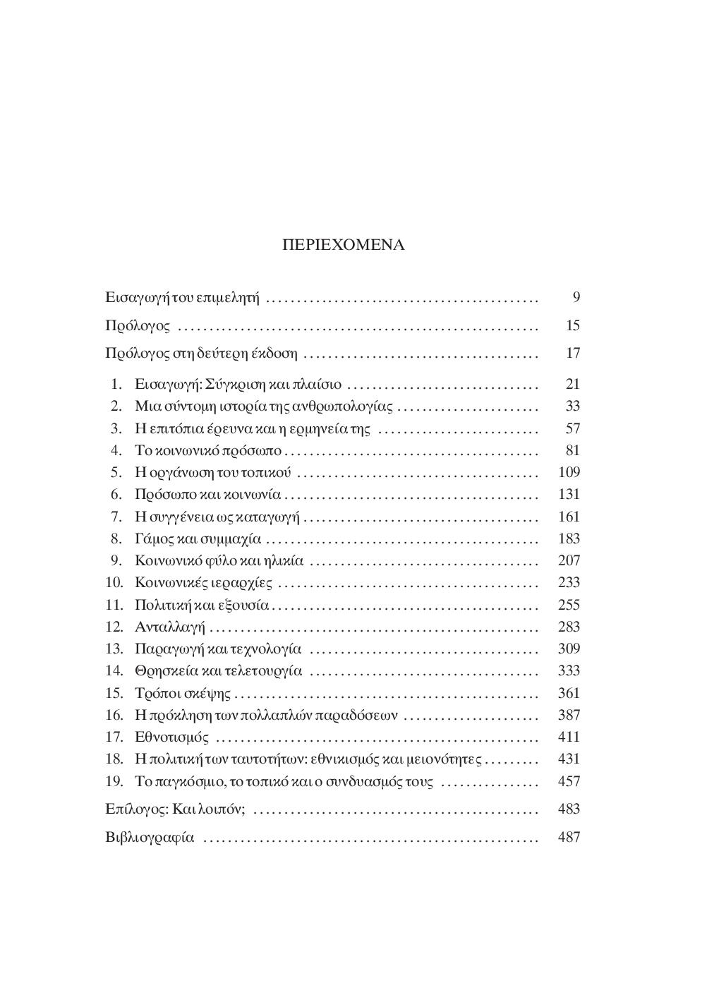 ΠΕΡΙΕΧΟΜΕΝΑ
Εισαγωγή του επιμελητή ............................................ 9
Πρόλογος .......................................................... 15
Πρόλογος στη δεύτερη έκδοση ...................................... 17
1. Εισαγωγή: Σύγκριση και πλαίσιο ............................... 21
2. Μια σύντομη ιστορία της ανθρωπολογίας ....................... 33
3. Η επιτόπια έρευνα και η ερμηνεία της .......................... 57
4. Το κοινωνικό πρόσωπο ......................................... 81
5. Η οργάνωση του τοπικού ....................................... 109
6. Πρόσωπο και κοινωνία ......................................... 131
7. Η συγγένεια ως καταγωγή ...................................... 161
8. Γάμος και συμμαχία ............................................ 183
9. Κοινωνικό φύλο και ηλικία ..................................... 207
10. Κοινωνικές ιεραρχίες .......................................... 233
11. Πολιτική και εξουσία ........................................... 255
12. Ανταλλαγή ..................................................... 283
13. Παραγωγή και τεχνολογία ..................................... 309
14. Θρησκεία και τελετουργία ..................................... 333
15. Τρόποι σκέψης ................................................. 361
16. Η πρόκληση των πολλαπλών παραδόσεων ...................... 387
17. Εθνοτισμός .................................................... 411
18. Η πολιτική των ταυτοτήτων: εθνικισμός και μειονότητες ......... 431
19. Το παγκόσμιο, το τοπικό και ο συνδυασμός τους ................ 457
Επίλογος: Και λοιπόν; .............................................. 483
Βιβλιογραφία ...................................................... 487